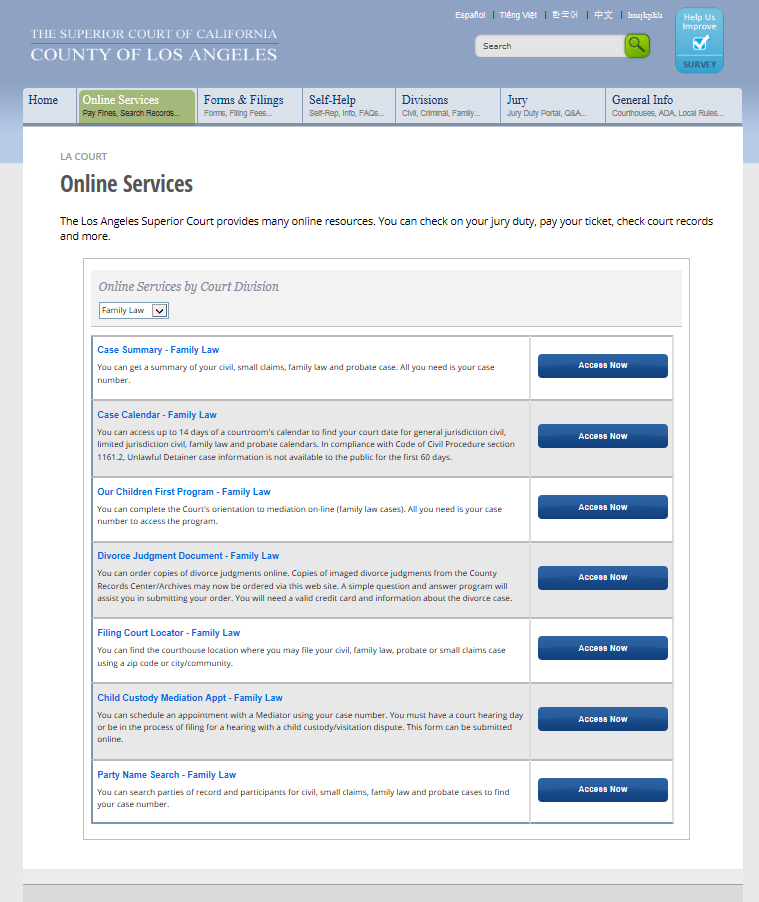 Español | Tiếng Việt | 한국어 | 中文 | հայերեն
Help Us
Improve
SURVEY
THE SUPERIOR COURT OF CALIFORNIA
COUNTY OF LOS ANGELES
Search
Home
Online Services
Pay Fines, Search Records...
Forms & Filings
Forms, Filing Fees...
Self-Help
Self-Rep, Info, FAQs...
Divisions
Civil, Criminal, Family...
Jury
Jury Duty Portal, Q&A...
General Info
Courthouses, ADA, Local Rules...
LA COURT
Online Services
The Los Angeles Superior Court provides many online resources. You can check on your jury duty, pay your ticket, check court records
and more.
Online Services by Court Division
Family Law
Case Summary - Family Law
You can get a summary of your civil, small claims, family law and probate case. All you need is your case
number.
Access Now
Case Calendar - Family Law
You can access up to 14 days of a courtroom's calendar to find your court date for general jurisdiction civil,
limited jurisdiction civil, family law and probate calendars. In compliance with Code of Civil Procedure section
1161.2, Unlawful Detainer case information is not available to the public for the first 60 days.
Access Now
Our Children First Program - Family Law
You can complete the Court's orientation to mediation on-line (family law cases). All you need is your case
number to access the program.
Access Now
Divorce Judgment Document - Family Law
You can order copies of divorce judgments online. Copies of imaged divorce judgments from the County
Records Center/Archives may now be ordered via this web site. A simple question and answer program will
assist you in submitting your order. You will need a valid credit card and information about the divorce case.
Access Now
Filing Court Locator - Family Law
You can find the courthouse location where you may file your civil, family law, probate or small claims case
using a zip code or city/community.
Access Now
Child Custody Mediation Appt - Family Law
You can schedule an appointment with a Mediator using your case number. You must have a court hearing day
or be in the process of filing for a hearing with a child custody/visitation dispute. This form can be submitted
online.
Access Now
Party Name Search - Family Law
You can search parties of record and participants for civil, small claims, family law and probate cases to find
your case number.
Access Now